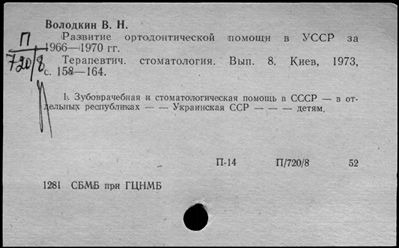 Володкин В. Н.
Развитие ортодонтической помощи в УССР за
1966—1970 гг.
П
720/8
Терапевтич. стоматология. Вып. 8. Киев, 1973,
с. 158—164.
1. Зубоврачебная и стоматологическая помощь в СССР — в от-
дельных республиках — — Украинская ССР — — — детям.
П-14 П/720/8 52
1281 СБМБ при ГЦНМБ